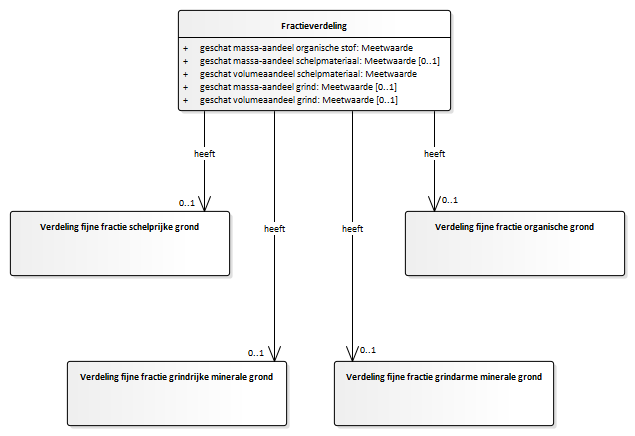 Fractieverdeling
+ geschat massa-aandeel organische stof: Meetwaarde
+ geschat massa-aandeel schelpmateriaal: Meetwaarde [0..1]
+ geschat volumeaandeel schelpmateriaal: Meetwaarde
+ geschat massa-aandeel grind: Meetwaarde [0..1]
+ geschat volumeaandeel grind: Meetwaarde [0..1]
heeft
heeft
0..1
0..1
Verdeling fijne fractie schelprijke grond
Verdeling fijne fractie organische grond
heeft
heeft
0..1
0..1
Verdeling fijne fractie grindrijke minerale grond
Verdeling fijne fractie grindarme minerale grond